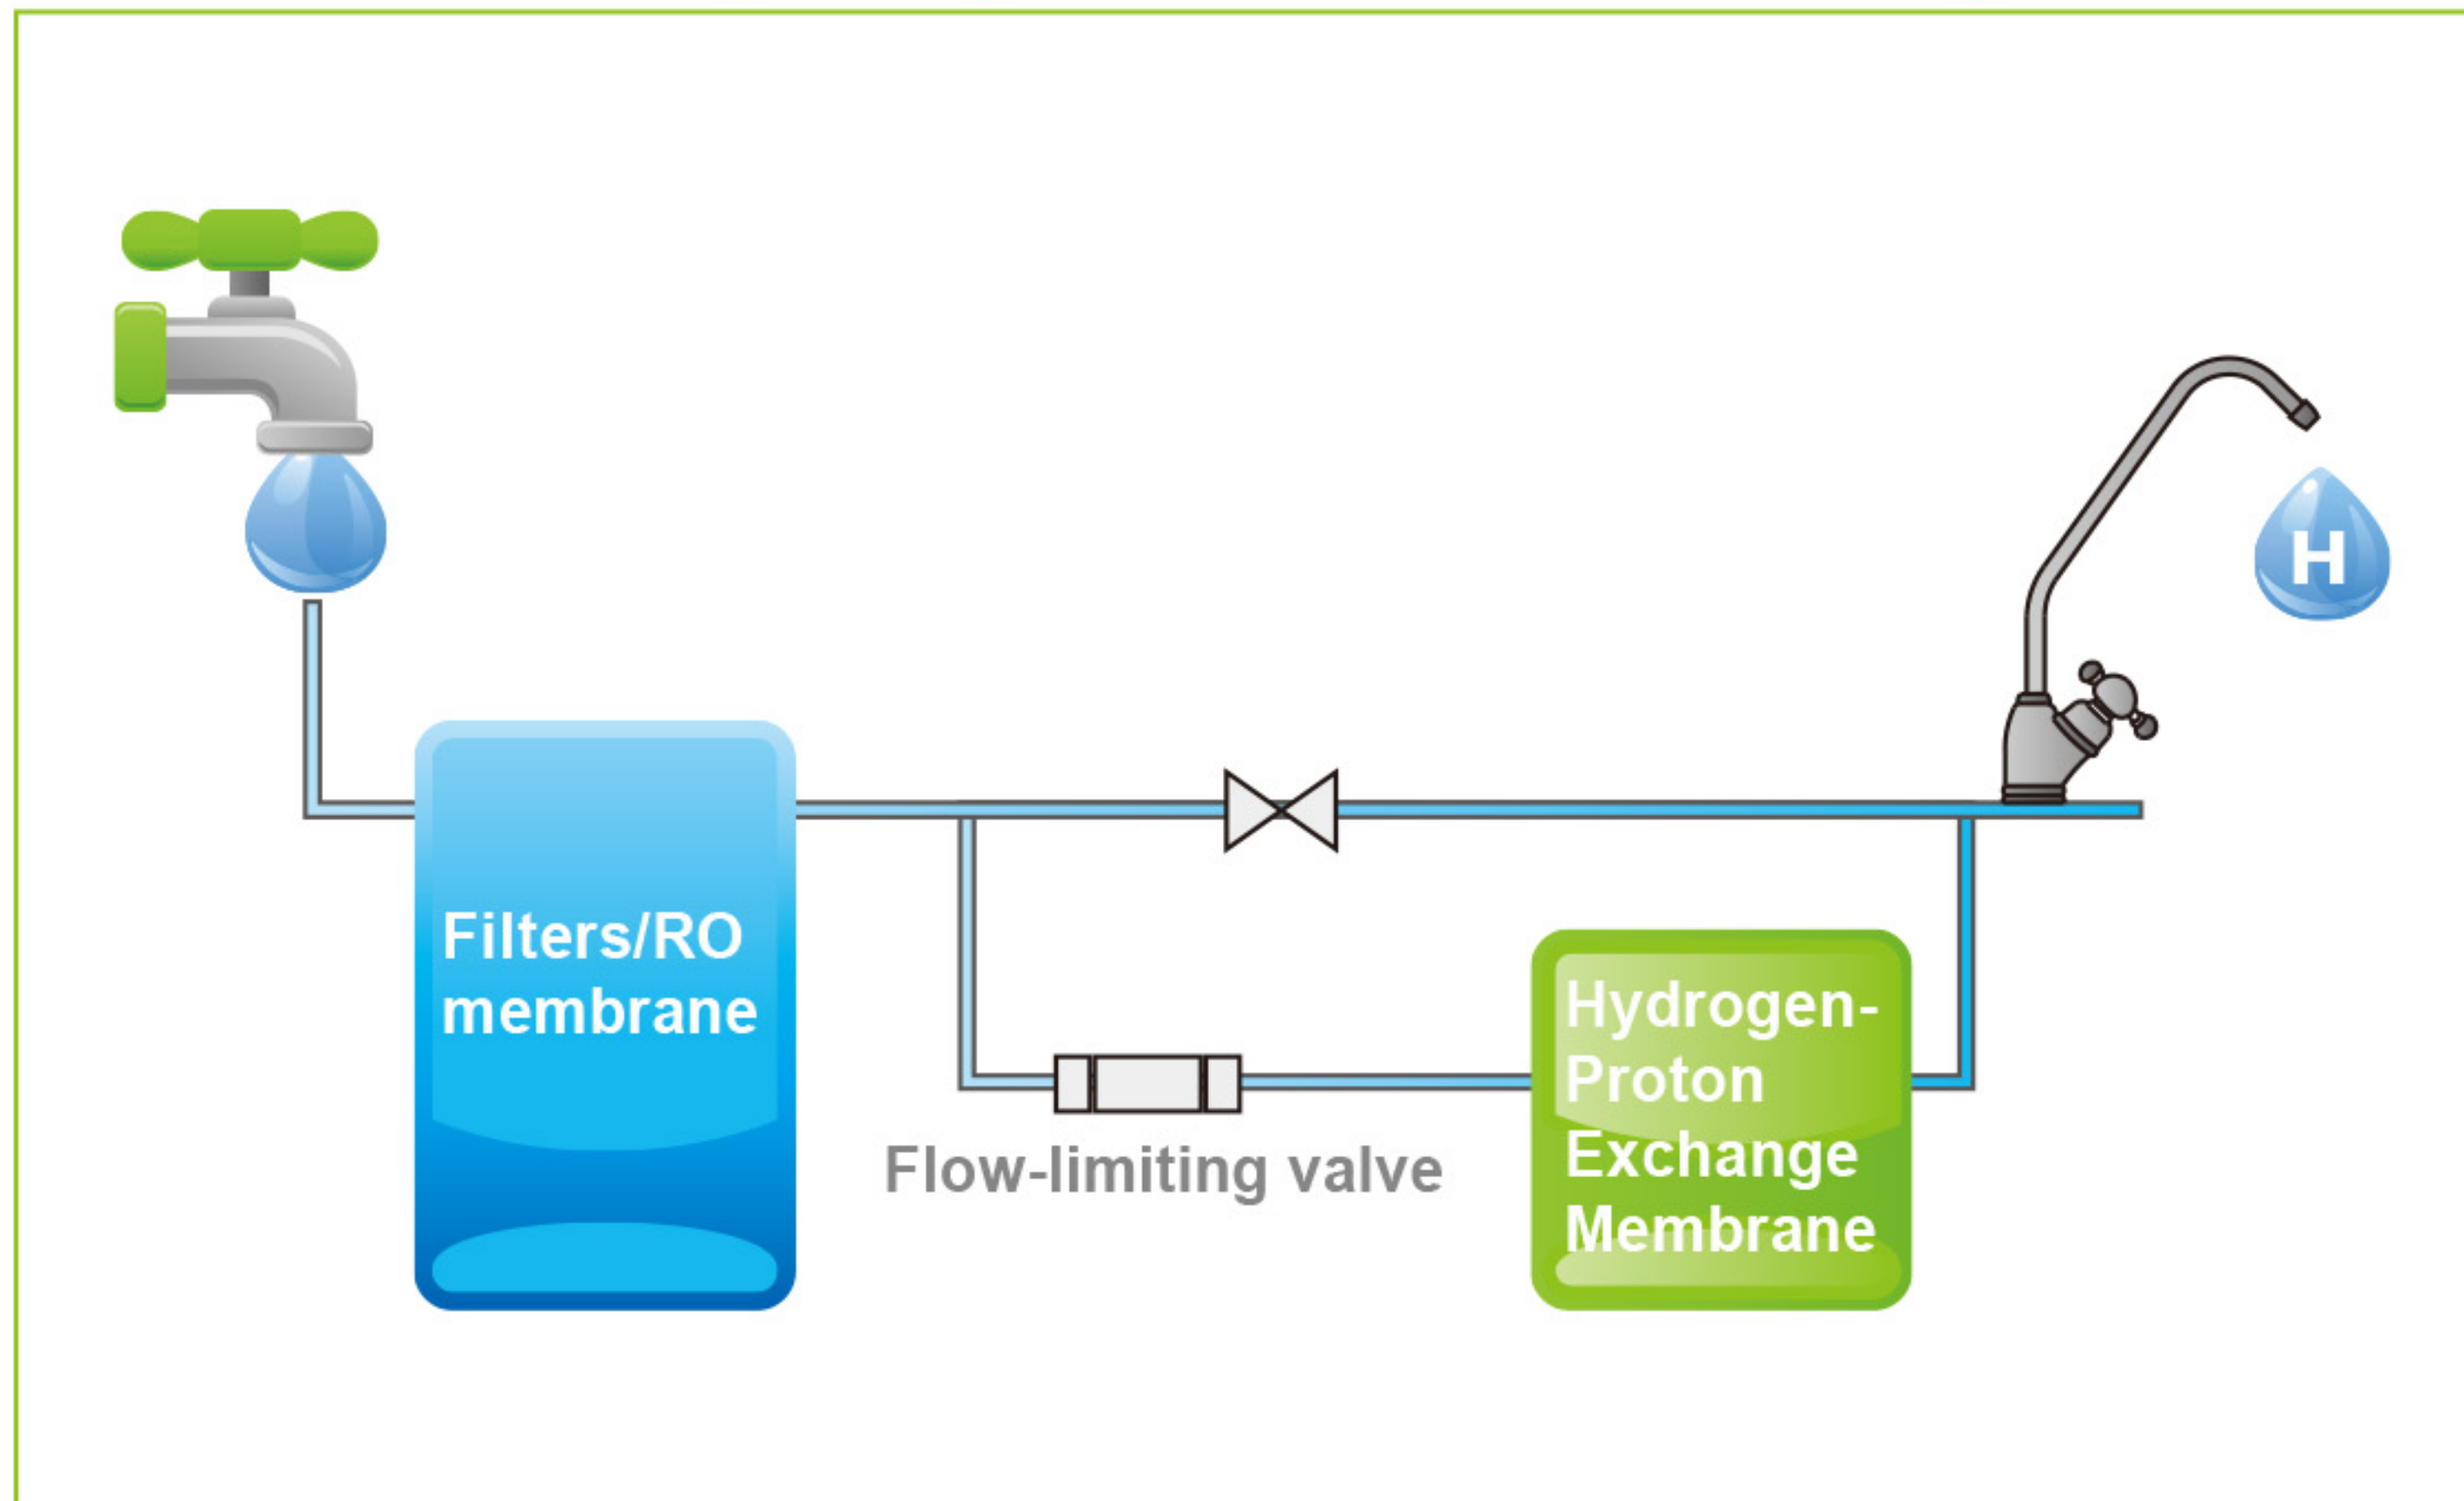 H
Filters/RO
membrane
Hydrogen-
Proton
Exchange
Membrane
Flow-limiting valve